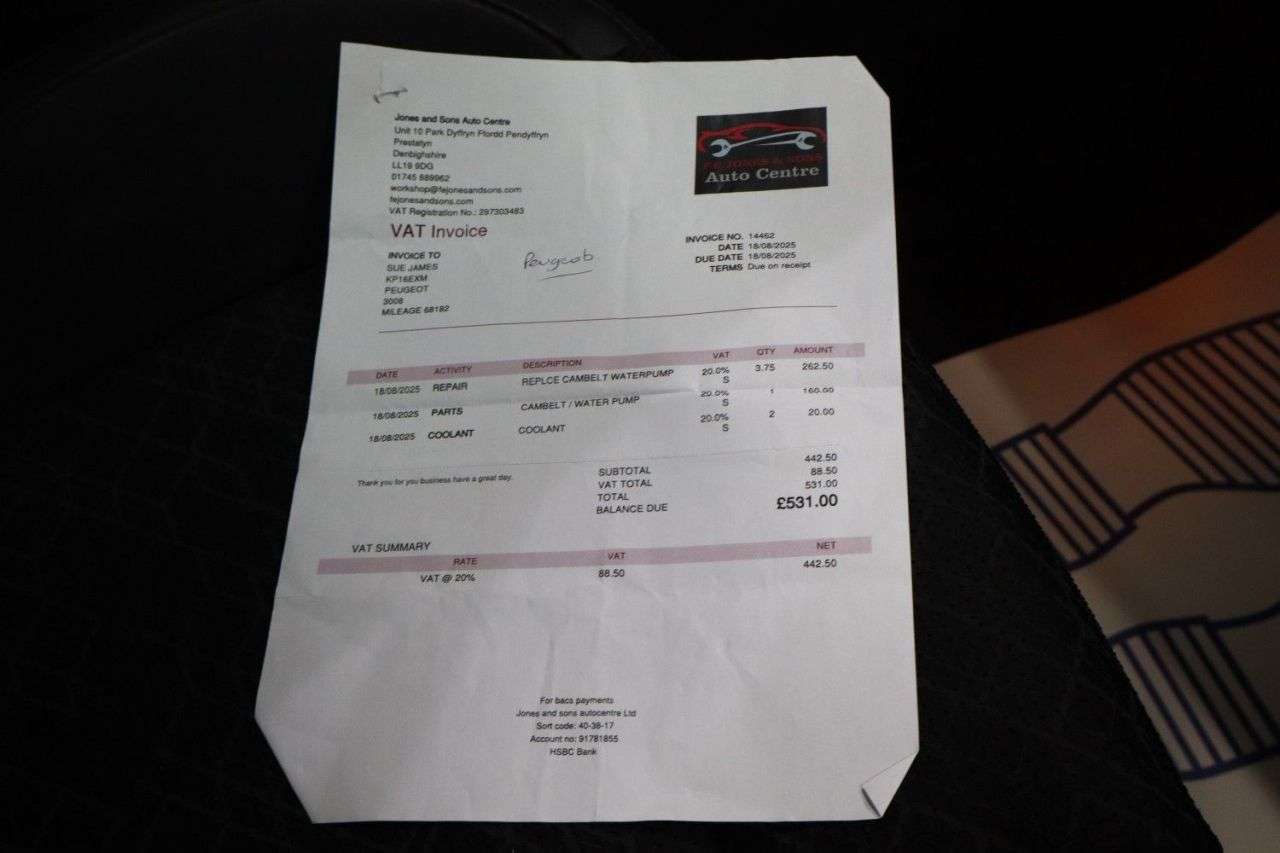 Jones and Sons Auto Centre
Unit 10 Park Dyffryn Ffordd Pendyffryn
Prestatyn
Denbighshire
LL19 9DG
01745 889962
workshop@fejonesandsons.com
fejonesandsons.com
VAT Registration No.: 297303483
F E JONES & SONS
Auto Centre
VAT Invoice
INVOICE TO
SUE JAMES
KP16EXM
PEUGEOT
3008
MILEAGE 68182
Peugeot
INVOICE NO. 14462
DATE 18/08/2025
DUE DATE 18/08/2025
TERMS Due on receipt
DATE ACTIVITY DESCRIPTION VAT QTY AMOUNT
18/08/2025 REPAIR REPLCE CAMBELT WATERPUMP 20.0% S 3.75 262.50
18/08/2025 PARTS CAMBELT / WATER PUMP 20.0% S 1 160.00
18/08/2025 COOLANT COOLANT 20.0% S 2 20.00
Thank you for you business have a great day.
SUBTOTAL 442.50
VAT TOTAL 88.50
TOTAL 531.00
BALANCE DUE £531.00
VAT SUMMARY
RATE VAT NET
VAT @ 20% 88.50 442.50
For bacs payments
Jones and sons autocentre Ltd
Sort code: 40-38-17
Account no: 91781855
HSBC Bank